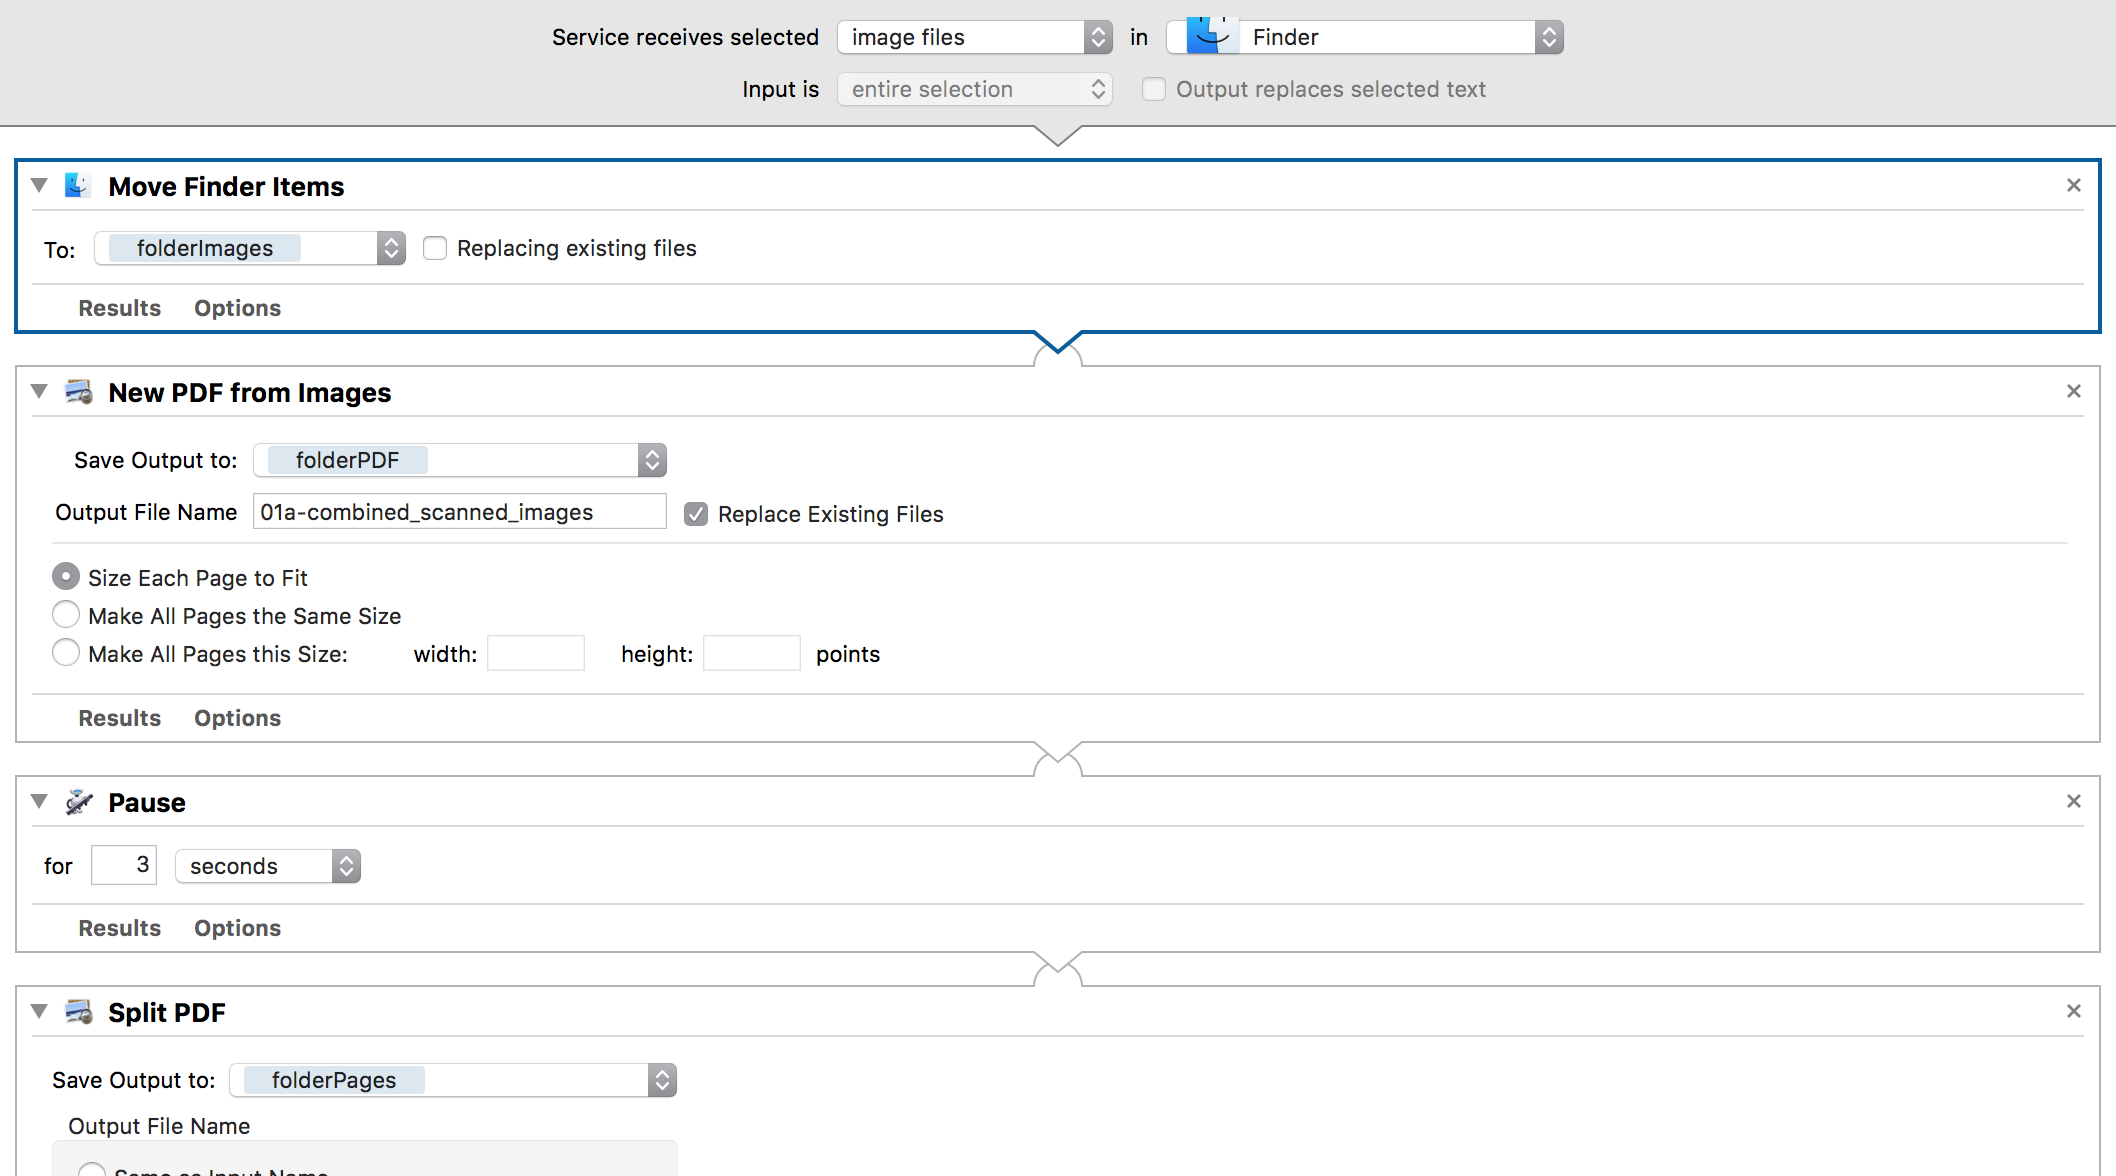 Service receives selected image files in Finder
Input is entire selection Output replaces selected text
Move Finder Items
To: folderImages Replacing existing files
Results Options
New PDF from Images
Save Output to: folderPDF
Output File Name 01a-combined_scanned_images Replace Existing Files
Size Each Page to Fit
Make All Pages the Same Size
Make All Pages this Size: width: height: points
Results Options
Pause
for 3 seconds
Results Options
Split PDF
Save Output to: folderPages
Output File Name
Same as Input Name